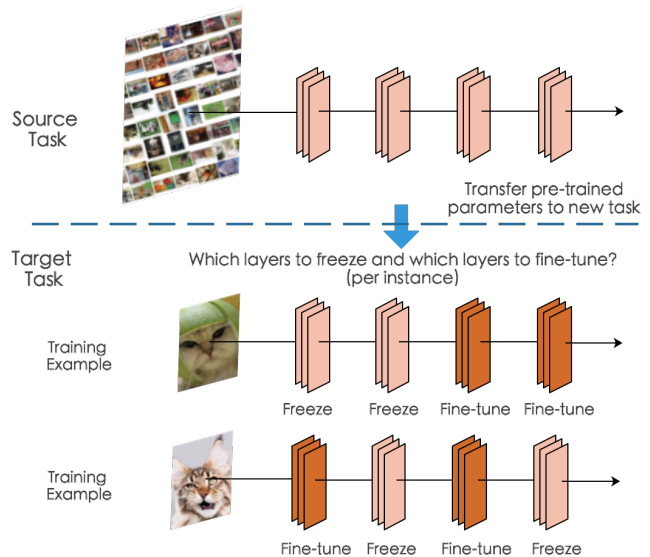 Source
Task
Transfer pre-trained
parameters to new task
Target
Task
Which layers to freeze and which layers to fine-tune?
(per instance)
Training
Example
Freeze Freeze Fine-tune Fine-tune
Training
Example
Fine-tune Freeze Fine-tune Freeze